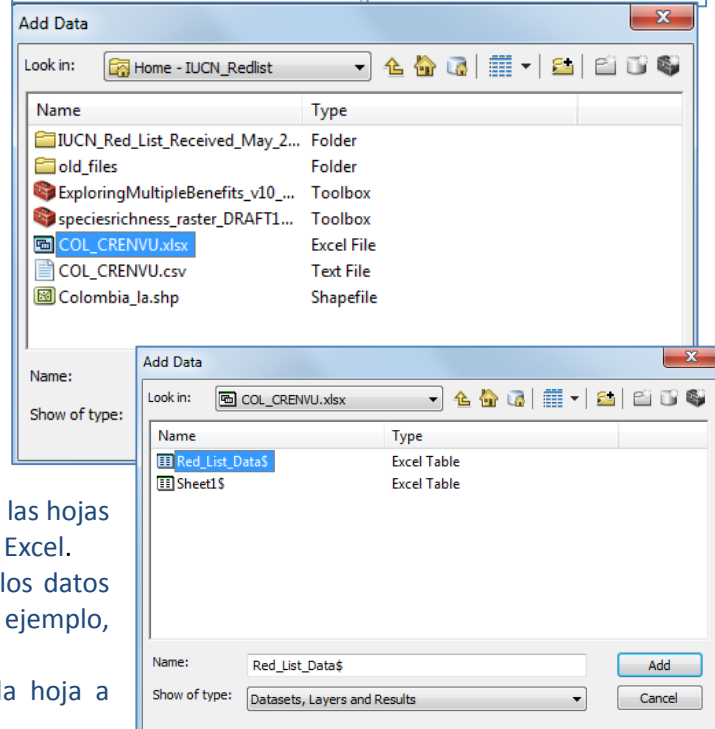 Add Data
Look in: Home - IUCN_Redlist
Name Type
IUCN_Red_List_Received_May_2... Folder
old_files Folder
ExploringMultipleBenefits_v10_... Toolbox
speciesrichness_raster_DRAFT1... Toolbox
COL_CRENVU.xlsx Excel File
COL_CRENVU.csv Text File
Colombia_la.shp Shapefile
Name:
Show of type:
Add Data
Look in: COL_CRENVU.xlsx
Name Type
Red_List_Data$ Excel Table
Sheet1$ Excel Table
Name: Red_List_Data$ Add
Show of type: Datasets, Layers and Results Cancel
las hojas
Excel.
los datos
ejemplo,
la hoja a